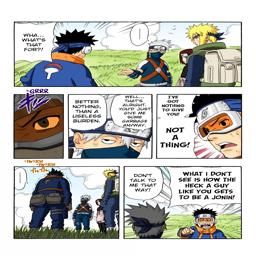 WHA...
WHAT'S
THAT
FOR?!
!
GRRR
BETTER
NOTHING,
THAN A
USELESS
BURDEN.
WELL...
THAT'S
ALRIGHT,
YOU'D JUST
GIVE ME
SOME
GARBAGE
ANYWAY.
I'VE
GOT
NOTHING
TO GIVE
YOU!
NOT
A
THING!
DON'T
TALK TO
ME THAT
WAY!
WHAT I DON'T
SEE IS HOW THE
HECK A GUY
LIKE YOU GETS
TO BE A JONIN!